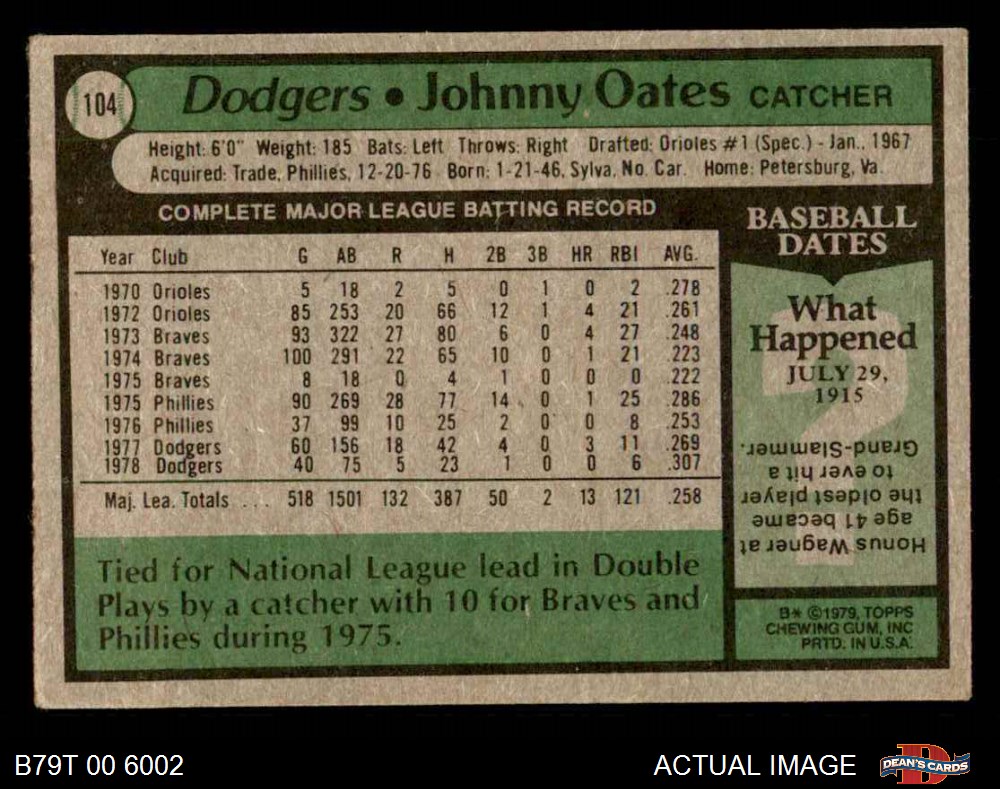 104
Dodgers • Johnny Oates CATCHER
Height: 6'0" Weight: 185 Bats: Left Throws: Right Drafted: Orioles #1 (Spec.) - Jan., 1967
Acquired: Trade, Phillies, 12-20-76 Born: 1-21-46, Sylva, No. Car. Home: Petersburg, Va.
COMPLETE MAJOR LEAGUE BATTING RECORD
Year Club G AB R H 2B 3B HR RBI AVG.
1970 Orioles 5 18 2 5 0 1 0 2 .278
1972 Orioles 85 253 20 66 12 1 4 21 .261
1973 Braves 93 322 27 80 6 0 4 27 .248
1974 Braves 100 291 22 65 10 0 1 21 .223
1975 Braves 8 18 0 4 1 0 0 0 .222
1975 Phillies 90 269 28 77 14 0 1 25 .286
1976 Phillies 37 99 10 25 2 0 0 8 .253
1977 Dodgers 60 156 18 42 4 0 3 11 .269
1978 Dodgers 40 75 5 23 1 0 0 6 .307
Maj. Lea. Totals ... 518 1501 132 387 50 2 13 121 .258
Tied for National League lead in Double
Plays by a catcher with 10 for Braves and
Phillies during 1975.
BASEBALL
DATES
What
Happened
JULY 29,
1915
?
Honus Wagner at
age 41 became
the oldest player
to ever hit a
Grand-Slammer.
B* ©1979, TOPPS
CHEWING GUM, INC
PRTD. IN U.S.A.
B79T 00 6002
ACTUAL IMAGE
D
DEAN'S CARDS